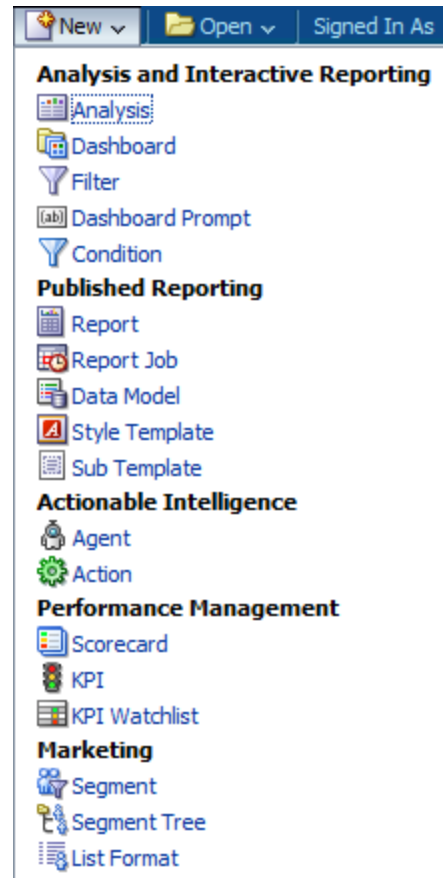 New Open Signed In As
Analysis and Interactive Reporting
Analysis
Dashboard
Filter
(ab) Dashboard Prompt
Condition
Published Reporting
Report
Report Job
Data Model
A Style Template
Sub Template
Actionable Intelligence
Agent
Action
Performance Management
Scorecard
KPI
KPI Watchlist
Marketing
Segment
Segment Tree
List Format